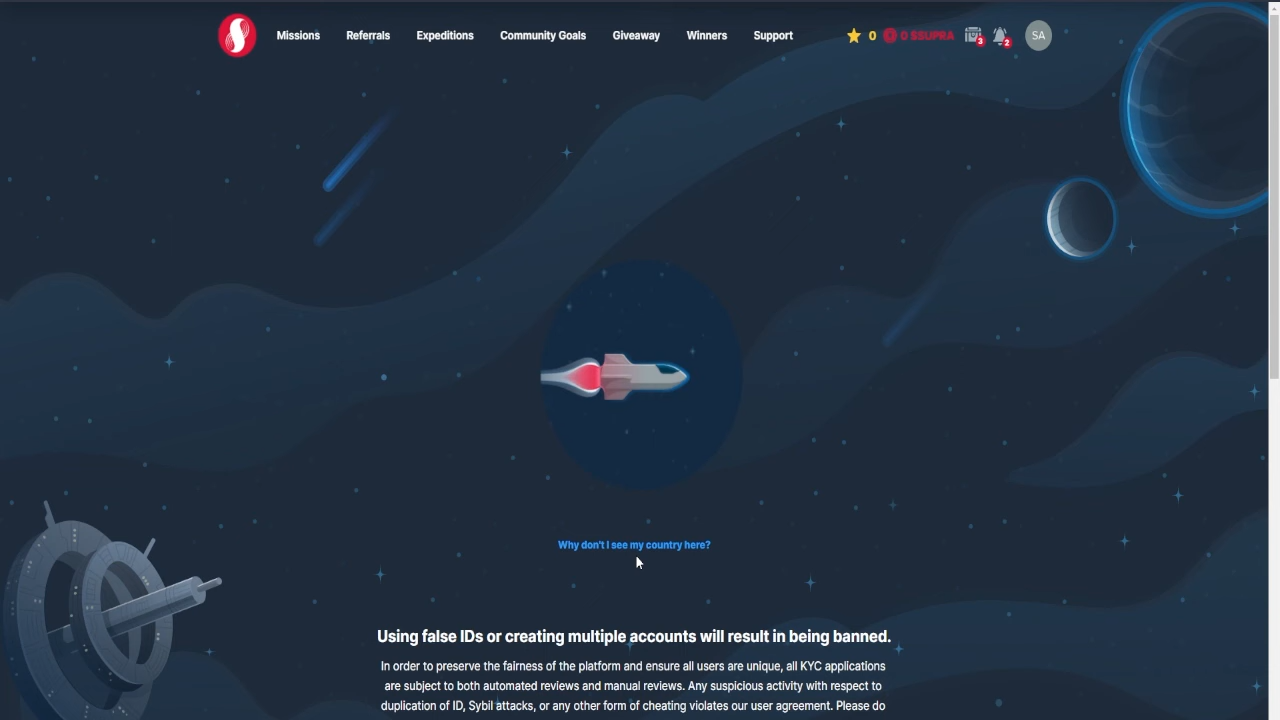 Missions Referrals Expeditions Community Goals Giveaway Winners Support 0 0 $SUPRA 3 2 SA
Why don't I see my country here?
Using false IDs or creating multiple accounts will result in being banned.
In order to preserve the fairness of the platform and ensure all users are unique, all KYC applications
are subject to both automated reviews and manual reviews. Any suspicious activity with respect to
duplication of ID, Sybil attacks, or any other form of cheating violates our user agreement. Please do